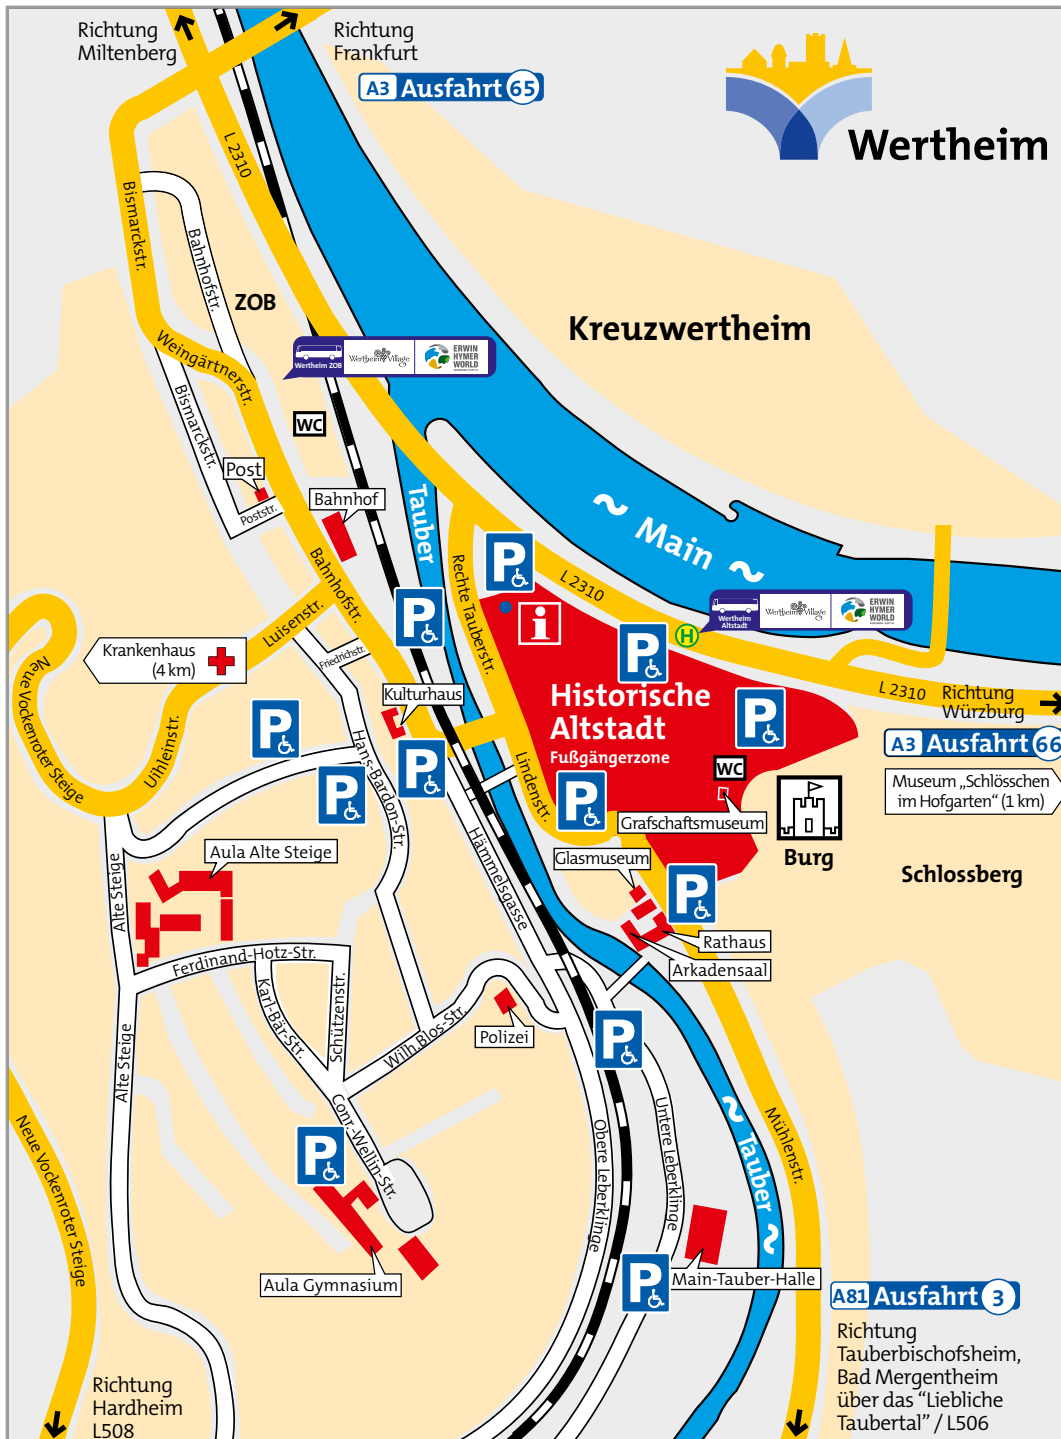 Richtung
Miltenberg
Richtung
Frankfurt
A3 Ausfahrt 65
Wertheim
L 2310
Bismarckstr.
Bahnhofstr.
ZOB
Kreuzwertheim
Weingärtnerstr.
Wertheim ZOB
Wertheim Village
ERWIN
HYMER
WORLD
Bismarckstr.
WC
Post
Poststr.
Bahnhof
Tauber
~ Main ~
Bahnhofstr.
Rechte Tauberstr.
P
L 2310
i
P
Luisenstr.
Friedrichstr.
Krankenhaus
(4 km)
Neue Vockenroter Steige
Uihleinstr.
Wertheim
Altstadt
Wertheim Village
ERWIN
HYMER
WORLD
H
P
L 2310
Richtung
Würzburg
A3 Ausfahrt 66
Museum „Schlösschen
im Hofgarten“ (1 km)
Kulturhaus
Historische
Altstadt
Fußgängerzone
P
P
P
P
P
Hans-Bardon-Str.
Lindenstr.
WC
Grafschaftsmuseum
Burg
Schlossberg
Glasmuseum
P
Rathaus
Arkadensaal
Hämmelsgasse
Aula Alte Steige
Alte Steige
Ferdinand-Hotz-Str.
Karl-Bär-Str.
Schützenstr.
Wilh.Blos-Str.
Polizei
P
Alte Steige
Conr.-Wellin-Str.
P
Obere Leberklinge
Untere Leberklinge
~ Tauber ~
Mühlenstr.
Neue Vockenroter Steige
Aula Gymnasium
P
Main-Tauber-Halle
A81 Ausfahrt 3
Richtung
Tauberbischofsheim,
Bad Mergentheim
über das “Liebliche
Taubertal” / L506
Richtung
Hardheim
L508